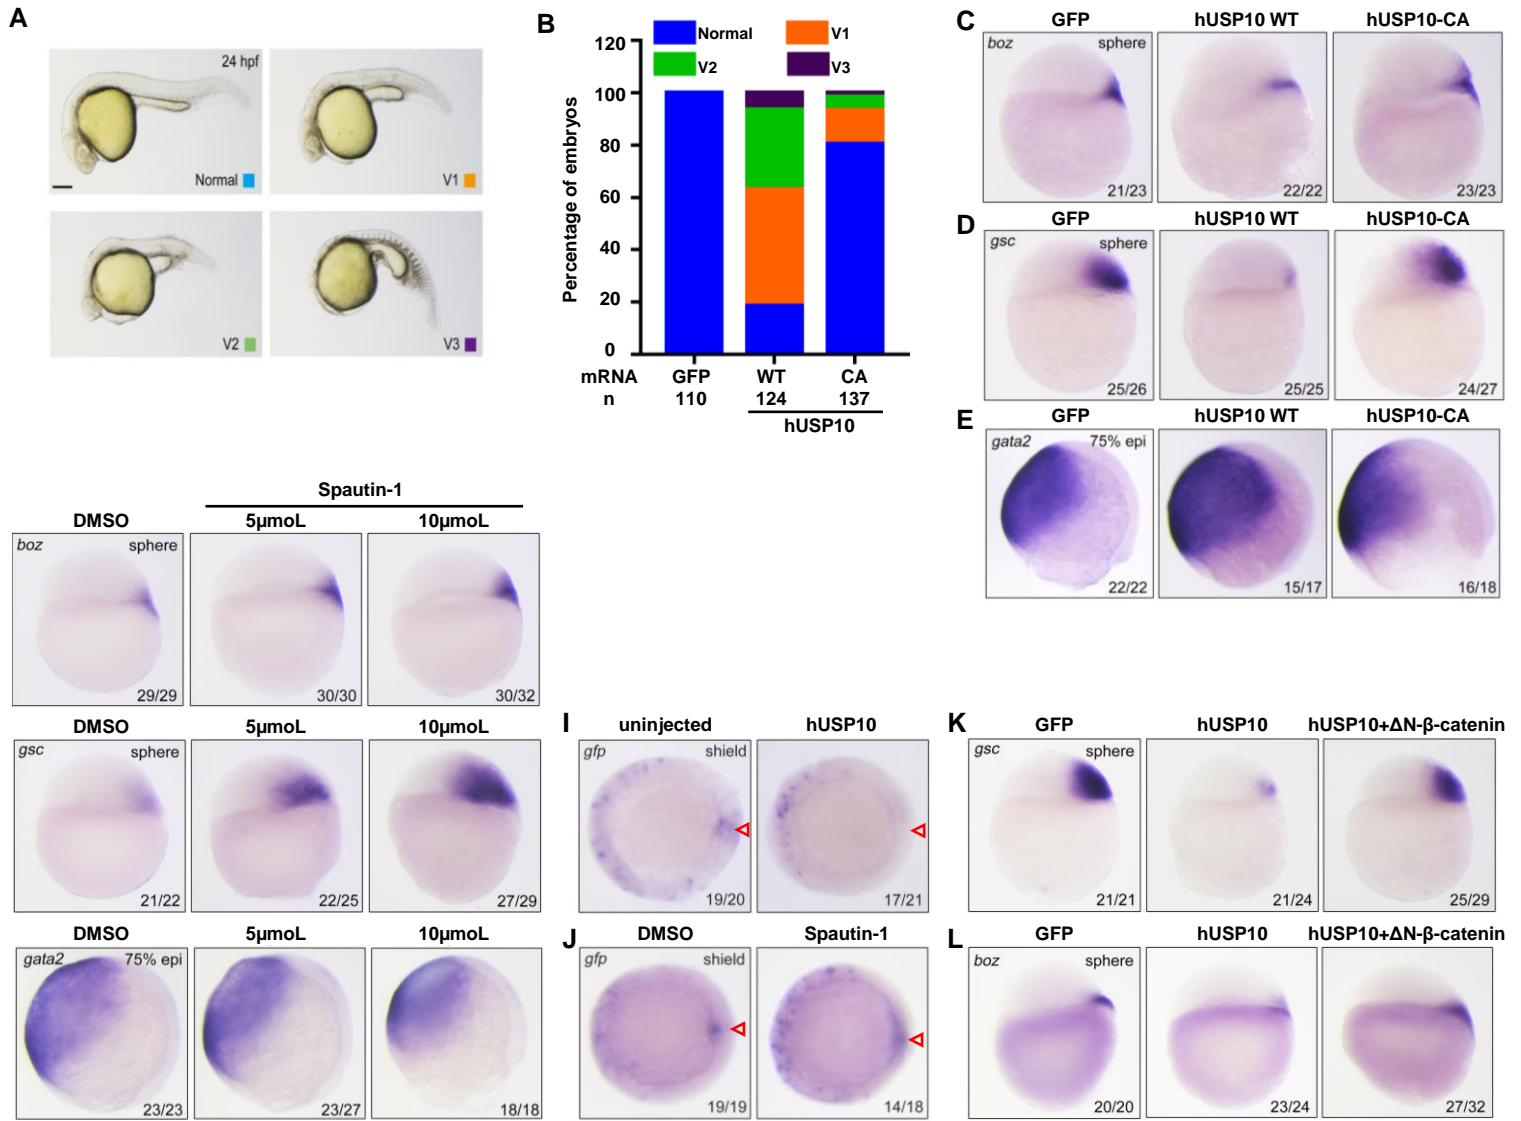 A
24 hpf
Normal
V1
V2
V3
B
Normal
V1
V2
V3
Percentage of embryos
120
100
80
60
40
20
0
mRNA GFP WT CA
n 110 124 137
hUSP10
C
GFP hUSP10 WT hUSP10-CA
boz sphere
21/23 22/22 23/23
D
GFP hUSP10 WT hUSP10-CA
gsc sphere
25/26 25/25 24/27
E
GFP hUSP10 WT hUSP10-CA
gata2 75% epi
22/22 15/17 16/18
Spautin-1
DMSO 5µmoL 10µmoL
boz sphere
29/29 30/30 30/32
DMSO 5µmoL 10µmoL
gsc sphere
21/22 22/25 27/29
DMSO 5µmoL 10µmoL
gata2 75% epi
23/23 23/27 18/18
I
uninjected hUSP10
gfp shield
19/20 17/21
J
DMSO Spautin-1
gfp shield
19/19 14/18
K
GFP hUSP10 hUSP10+ΔN-β-catenin
gsc sphere
21/21 21/24 25/29
L
GFP hUSP10 hUSP10+ΔN-β-catenin
boz sphere
20/20 23/24 27/32